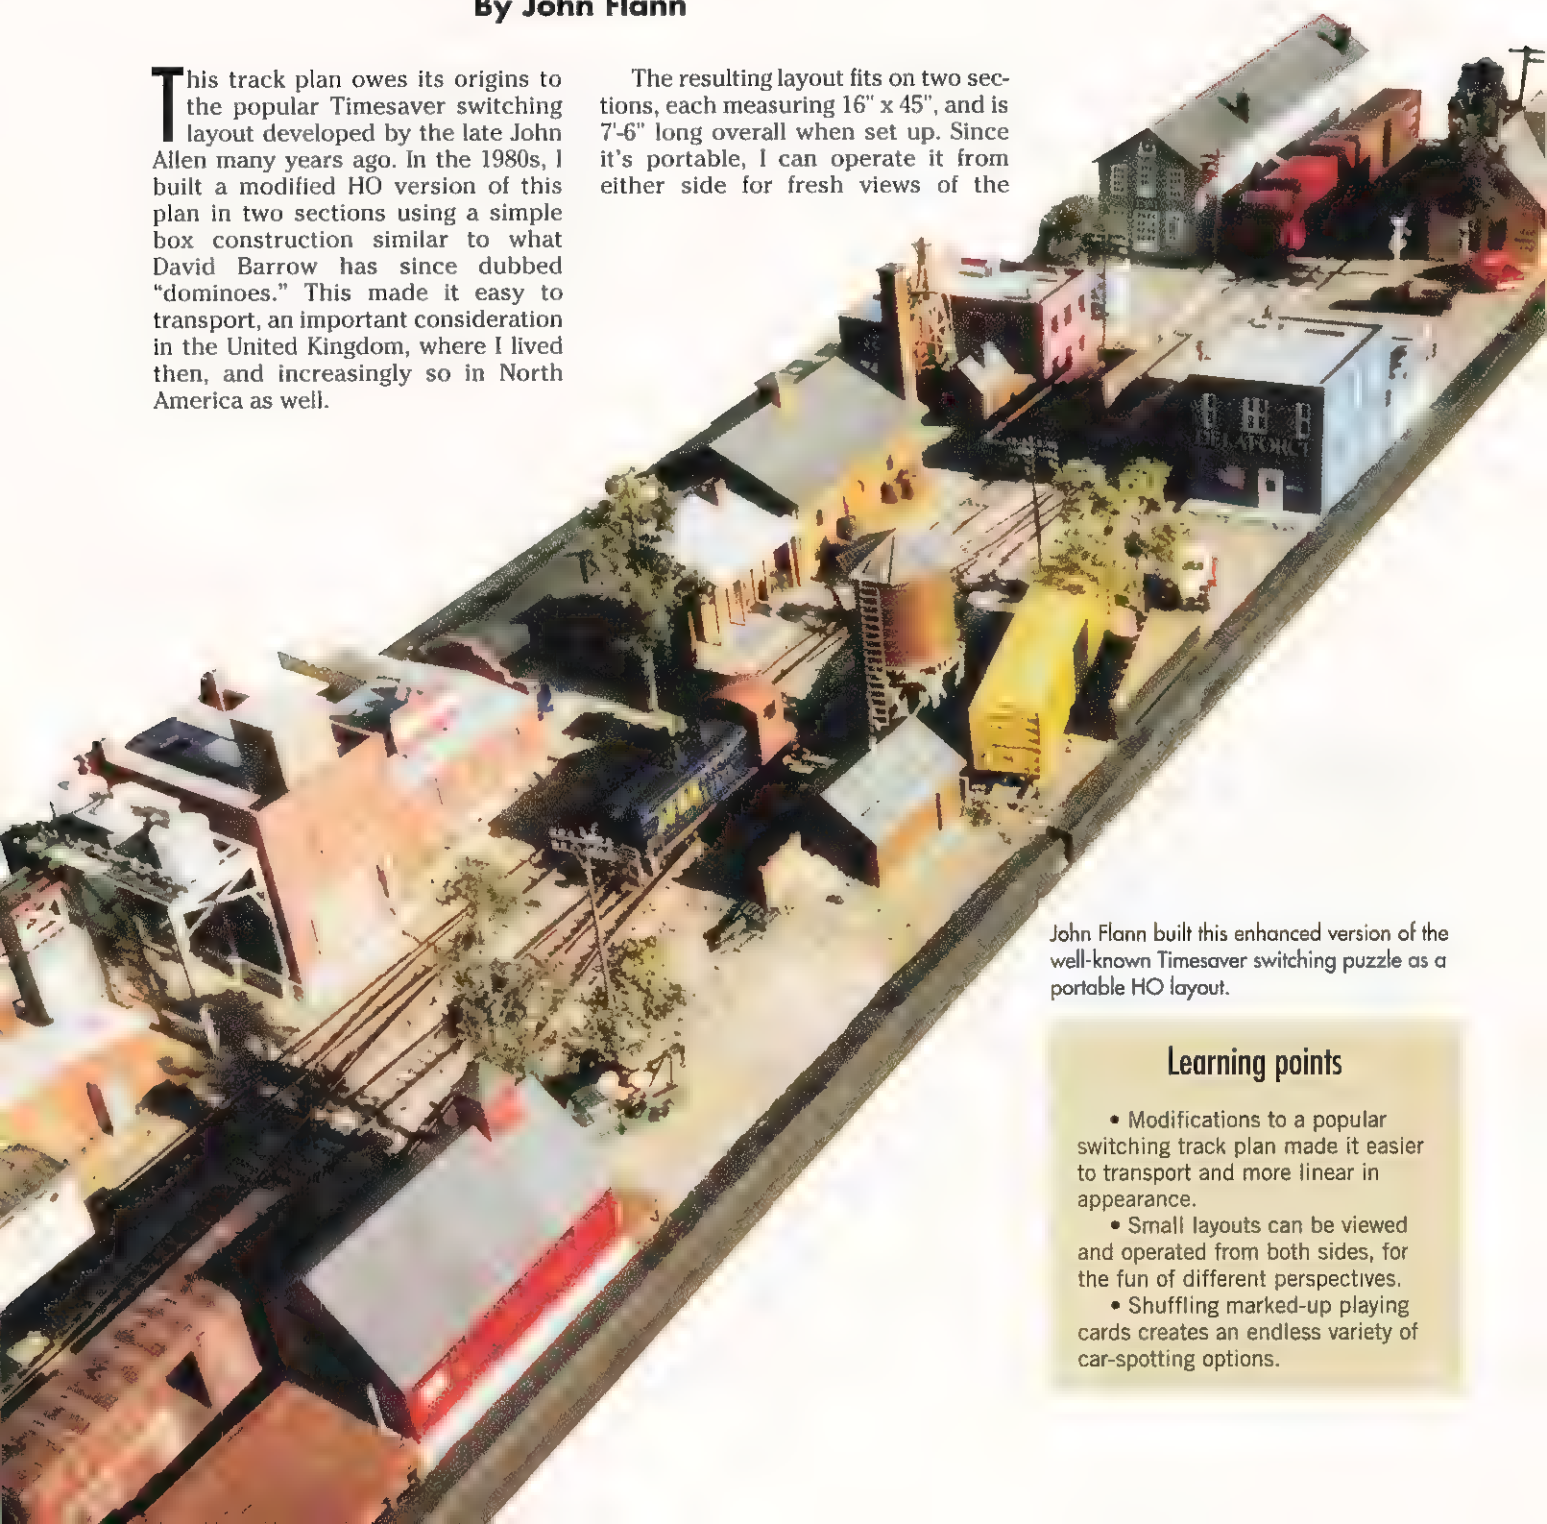 By John Flann
This track plan owes its origins to
the popular Timesaver switching
layout developed by the late John
Allen many years ago. In the 1980s, I
built a modified HO version of this
plan in two sections using a simple
box construction similar to what
David Barrow has since dubbed
“dominoes.” This made it easy to
transport, an important consideration
in the United Kingdom, where I lived
then, and increasingly so in North
America as well.
The resulting layout fits on two sec-
tions, each measuring 16" x 45", and is
7'-6" long overall when set up. Since
it's portable, I can operate it from
either side for fresh views of the
DELAFORCE
John Flann built this enhanced version of the
well-known Timesaver switching puzzle as a
portable HO layout.
Learning points
• Modifications to a popular
switching track plan made it easier
to transport and more linear in
appearance.
• Small layouts can be viewed
and operated from both sides, for
the fun of different perspectives.
• Shuffling marked-up playing
cards creates an endless variety of
car-spotting options.